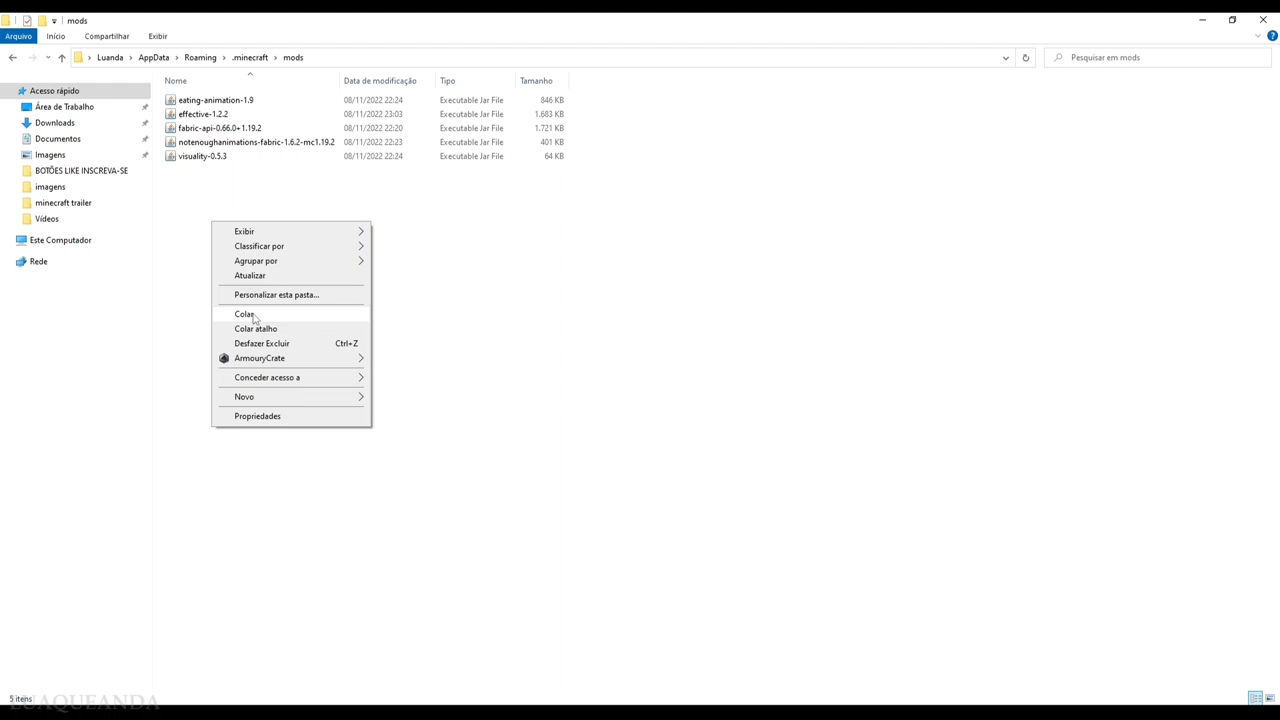 mods
Arquivo Início Compartilhar Exibir
Luanda AppData Roaming .minecraft mods Pesquisar em mods
Nome Data de modificação Tipo Tamanho
Acesso rápido
Área de Trabalho
Downloads
Documentos
Imagens
BOTÕES LIKE INSCREVA-SE
imagens
minecraft trailer
Vídeos
Este Computador
Rede
eating-animation-1.9 08/11/2022 22:24 Executable Jar File 846 KB
effective-1.2.2 08/11/2022 23:03 Executable Jar File 1.683 KB
fabric-api-0.66.0+1.19.2 08/11/2022 22:20 Executable Jar File 1.721 KB
notenoughanimations-fabric-1.6.2-mc1.19.2 08/11/2022 22:23 Executable Jar File 401 KB
visuality-0.5.3 08/11/2022 22:24 Executable Jar File 64 KB
Exibir
Classificar por
Agrupar por
Atualizar
Personalizar esta pasta...
Colar
Colar atalho
Desfazer Excluir Ctrl+Z
ArmouryCrate
Conceder acesso a
Novo
Propriedades
5 itens
LUAQUEANDA